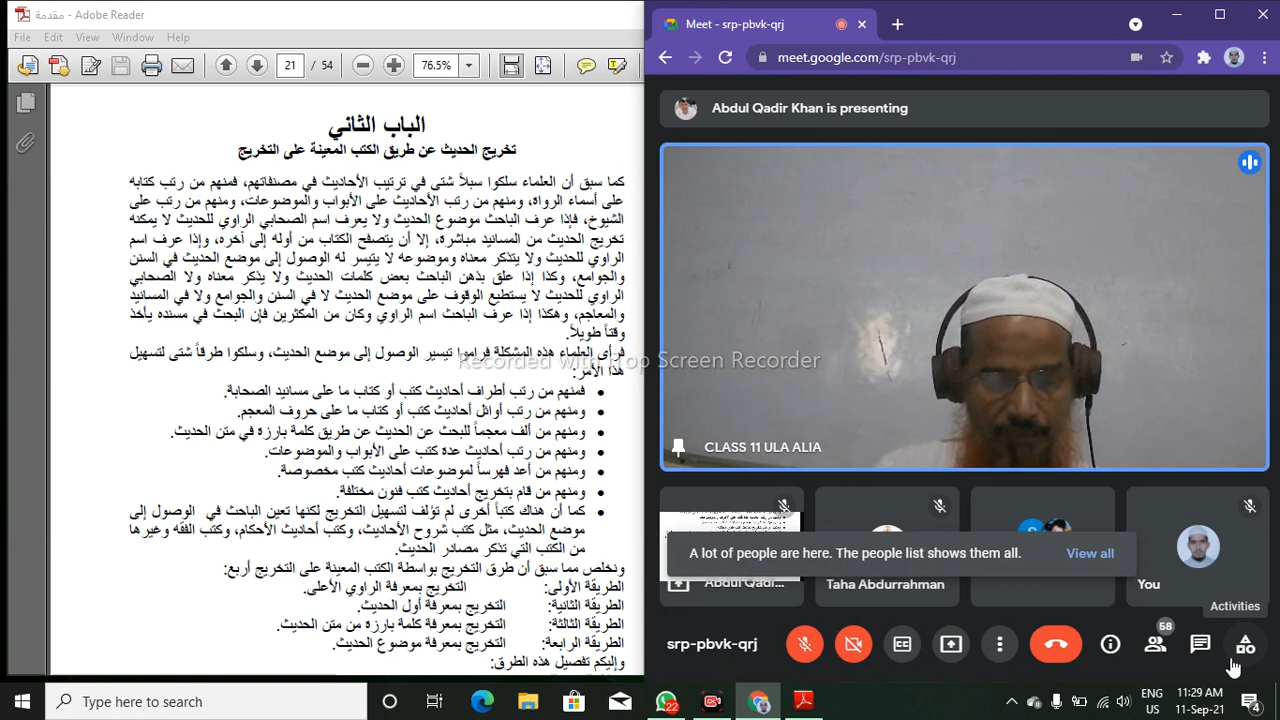 مقدمة - Adobe Reader
File Edit View Window Help
21 / 54 76.5%
الباب الثاني
تخريج الحديث عن طريق الكتب المعينة على التخريج
كما سبق أن العلماء سلكوا سبلاً شتى في ترتيب الأحاديث في مصنفاتهم، فمنهم من رتب كتابه
على أسماء الرواة، ومنهم من رتب الأحاديث على الأبواب والموضوعات، ومنهم من رتب على
الشيوخ، فإذا عرف الباحث موضوع الحديث ولا يعرف اسم الصحابي الراوي للحديث لا يمكنه
تخريج الحديث من المسانيد مباشرة، إلا أن يتصفح الكتاب من أوله إلى آخره، وإذا عرف اسم
الراوي للحديث ولا يتذكر معناه وموضوعه لا يتيسر له الوصول إلى موضع الحديث في السنن
والجوامع، وكذا إذا علق بذهن الباحث بعض كلمات الحديث ولا يذكر معناه ولا الصحابي
الراوي للحديث لا يستطيع الوقوف على موضع الحديث لا في السنن والجوامع ولا في المسانيد
والمعاجم، وهكذا إذا عرف الباحث اسم الراوي وكان من المكثرين فإن البحث في مسنده يأخذ
وقتاً طويلاً.
فرأى العلماء هذه المشكلة فراموا تيسير الوصول إلى موضع الحديث، وسلكوا طرقاً شتى لتسهيل
هذا الأمر:
• فمنهم من رتب أطراف أحاديث كتب أو كتاب ما على مسانيد الصحابة.
• ومنهم من رتب أوائل أحاديث كتب أو كتاب ما على حروف المعجم.
• ومنهم من ألف معجماً للبحث عن الحديث عن طريق كلمة بارزة في متن الحديث.
• ومنهم من رتب أحاديث عدة كتب على الأبواب والموضوعات.
• ومنهم من أعد فهرساً لموضوعات أحاديث كتب مخصوصة.
• ومنهم من قام بتخريج أحاديث كتب فنون مختلفة.
• كما أن هناك كتباً أخرى لم تؤلف لتسهيل التخريج لكنها تعين الباحث في الوصول إلى
موضع الحديث، مثل كتب شروح الأحاديث، وكتب أحاديث الأحكام، وكتب الفقه وغيرها
من الكتب التي تذكر مصادر الحديث.
ونخلص مما سبق أن طرق التخريج بواسطة الكتب المعينة على التخريج أربع:
الطريقة الأولى: التخريج بمعرفة الراوي الأعلى.
الطريقة الثانية: التخريج بمعرفة أول الحديث.
الطريقة الثالثة: التخريج بمعرفة كلمة بارزة من متن الحديث.
الطريقة الرابعة: التخريج بمعرفة موضوع الحديث.
وإليكم تفصيل هذه الطرق:
Recorded with iTop Screen Recorder
Meet - srp-pbvk-qrj
meet.google.com/srp-pbvk-qrj
Abdul Qadir Khan is presenting
CLASS 11 ULA ALIA
A lot of people are here. The people list shows them all. View all
Abdul Qadi...
Taha Abdurrahman
You
Activities
srp-pbvk-qrj
58
Type here to search
22
ENG
US
11:29 AM
11-Sep-21
4